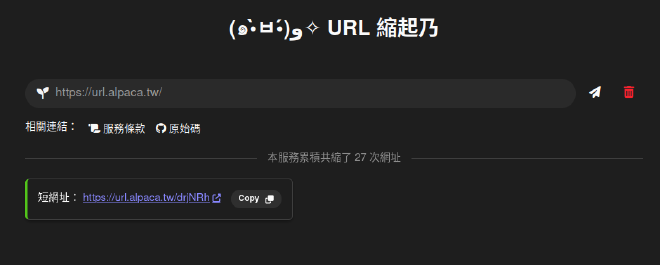 (๑•̀ㅂ•́)و✧ URL 縮起乃
https://url.alpaca.tw/
相關連結： 服務條款 原始碼
本服務累積共縮了 27 次網址
短網址： https://url.alpaca.tw/drjNRh Copy